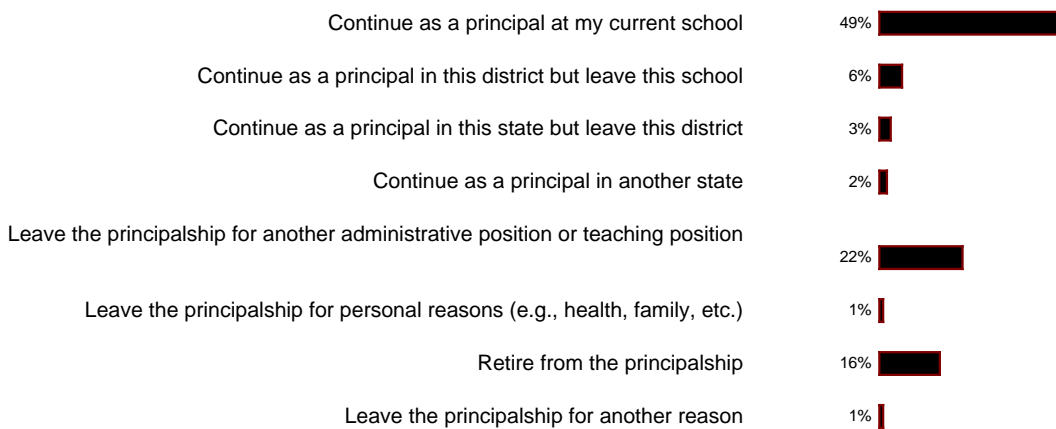 Continue as a principal at my current school 49%
Continue as a principal in this district but leave this school 6%
Continue as a principal in this state but leave this district 3%
Continue as a principal in another state 2%
Leave the principalship for another administrative position or teaching position
22%
Leave the principalship for personal reasons (e.g., health, family, etc.) 1%
Retire from the principalship 16%
Leave the principalship for another reason 1%